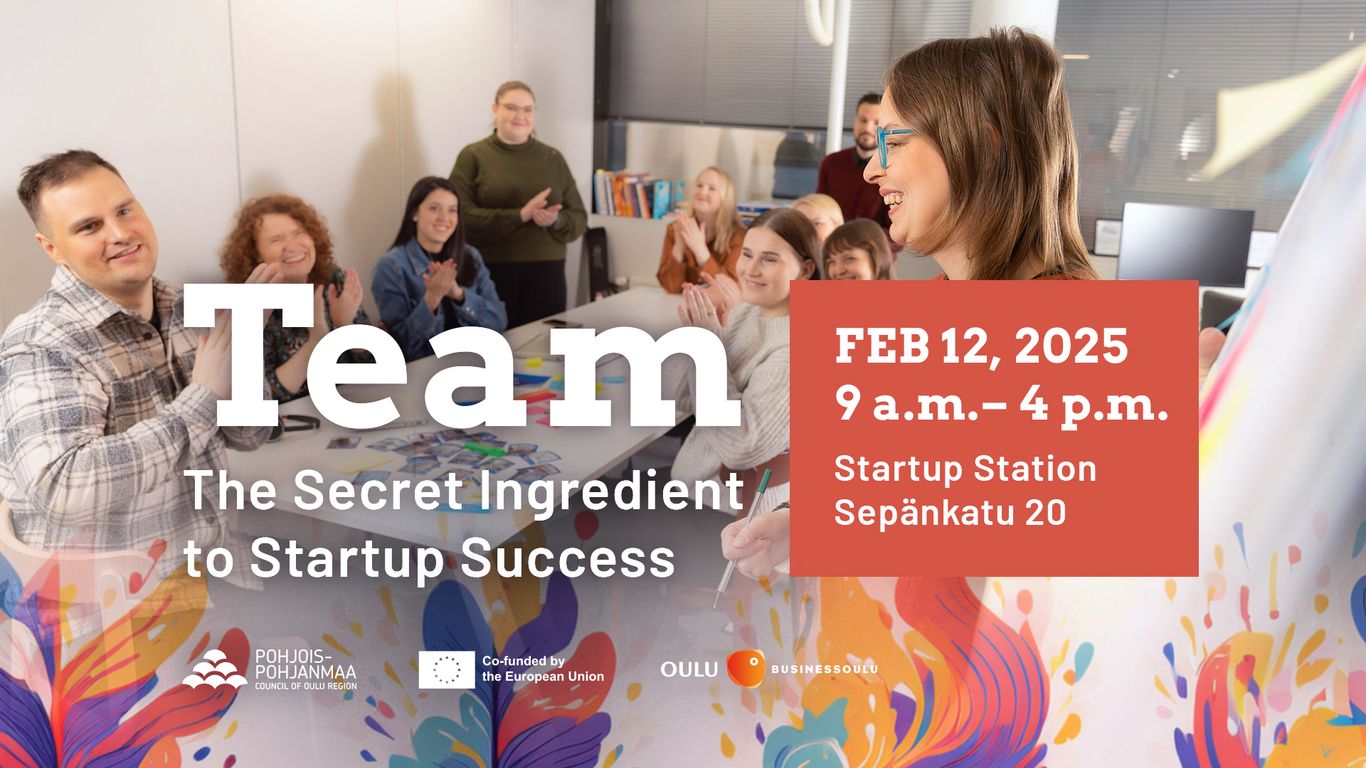 Team
The Secret Ingredient
to Startup Success
FEB 12, 2025
9 a.m.– 4 p.m.
Startup Station
Sepänkatu 20
POHJOIS-
POHJANMAA
COUNCIL OF OULU REGION
Co-funded by
the European Union
OULU
BUSINESSOULU